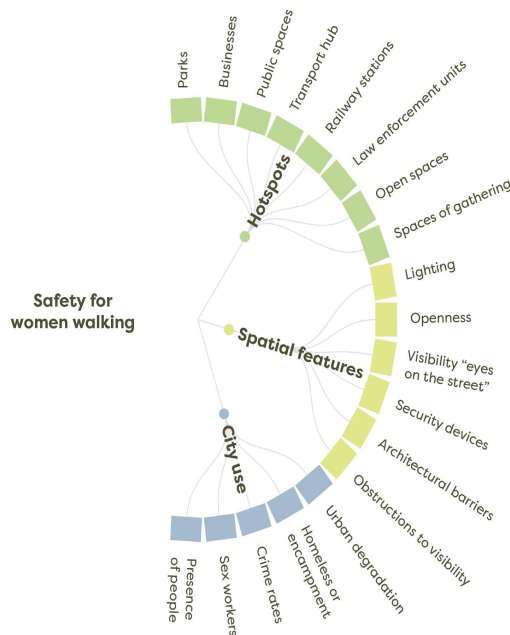 Safety for
women walking
Hotspots
Parks
Businesses
Public spaces
Transport hub
Railway stations
Law enforcement units
Open spaces
Spaces of gathering
Spatial features
Lighting
Openness
Visibility “eyes
on the street”
Security devices
Architectural barriers
Obstructions to visibility
City use
Urban degradation
Homeless or
encampment
Crime rates
Sex workers
Presence
of people